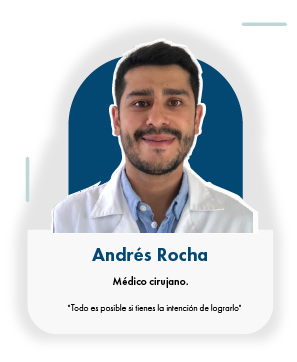 Andrés Rocha
Médico cirujano.
"Todo es posible si tienes la intención de lograrlo"